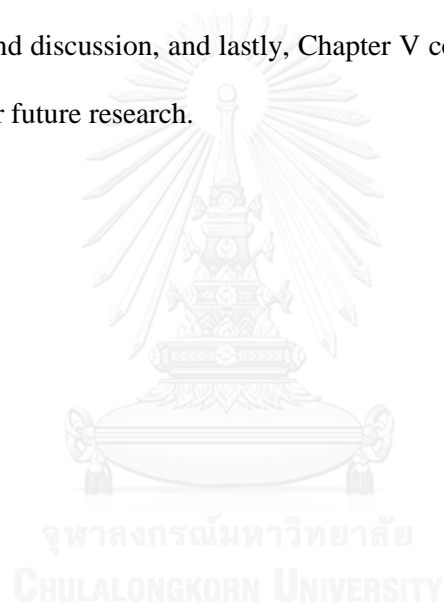 nd discussion, and lastly, Chapter V co
r future research.
จุฬาลงกรณ์มหาวิทยาลัย
CHULALONGKORN UNIVERSITY